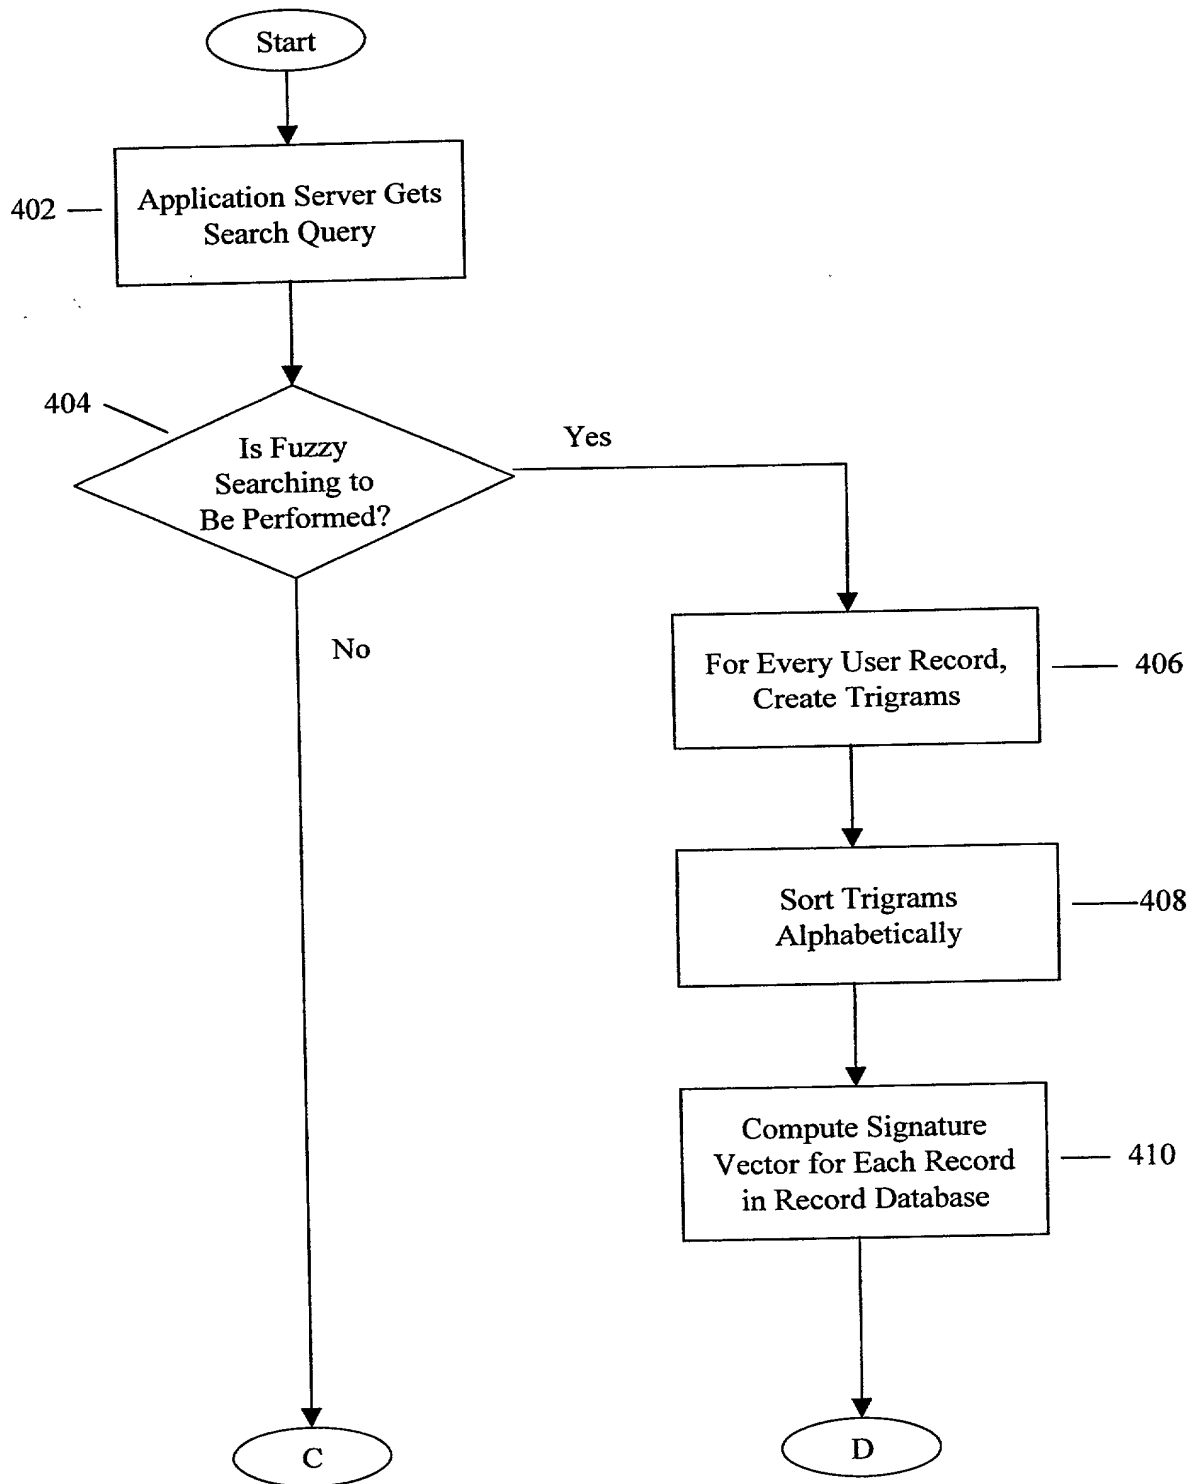 Start
402
Application Server Gets
Search Query
404
Is Fuzzy
Searching to
Be Performed?
Yes
No
For Every User Record,
Create Trigrams
406
Sort Trigrams
Alphabetically
408
Compute Signature
Vector for Each Record
in Record Database
410
C
D